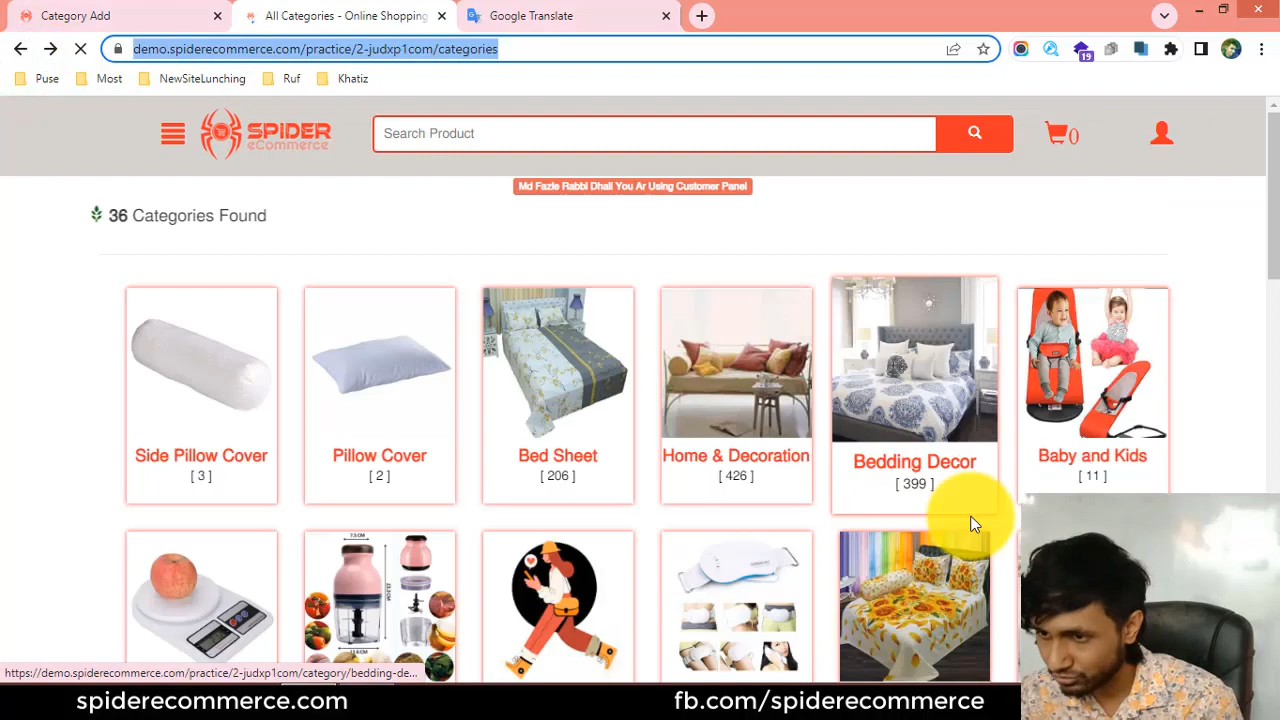 Category Add
All Categories - Online Shopping
Google Translate
demo.spiderecommerce.com/practice/2-judxp1com/categories
19
Puse
Most
NewSiteLunching
Ruf
Khatiz
SPIDER
eCommerce
Search Product
0
Md Fazle Rabbi Dhali You Ar Using Customer Panel
36 Categories Found
Side Pillow Cover
[ 3 ]
Pillow Cover
[ 2 ]
Bed Sheet
[ 206 ]
Home & Decoration
[ 426 ]
Bedding Decor
[ 399 ]
Baby and Kids
[ 11 ]
https://demo.spiderecommerce.com/practice/2-judxp1com/category/bedding-de...
spiderecommerce.com
fb.com/spiderecommerce